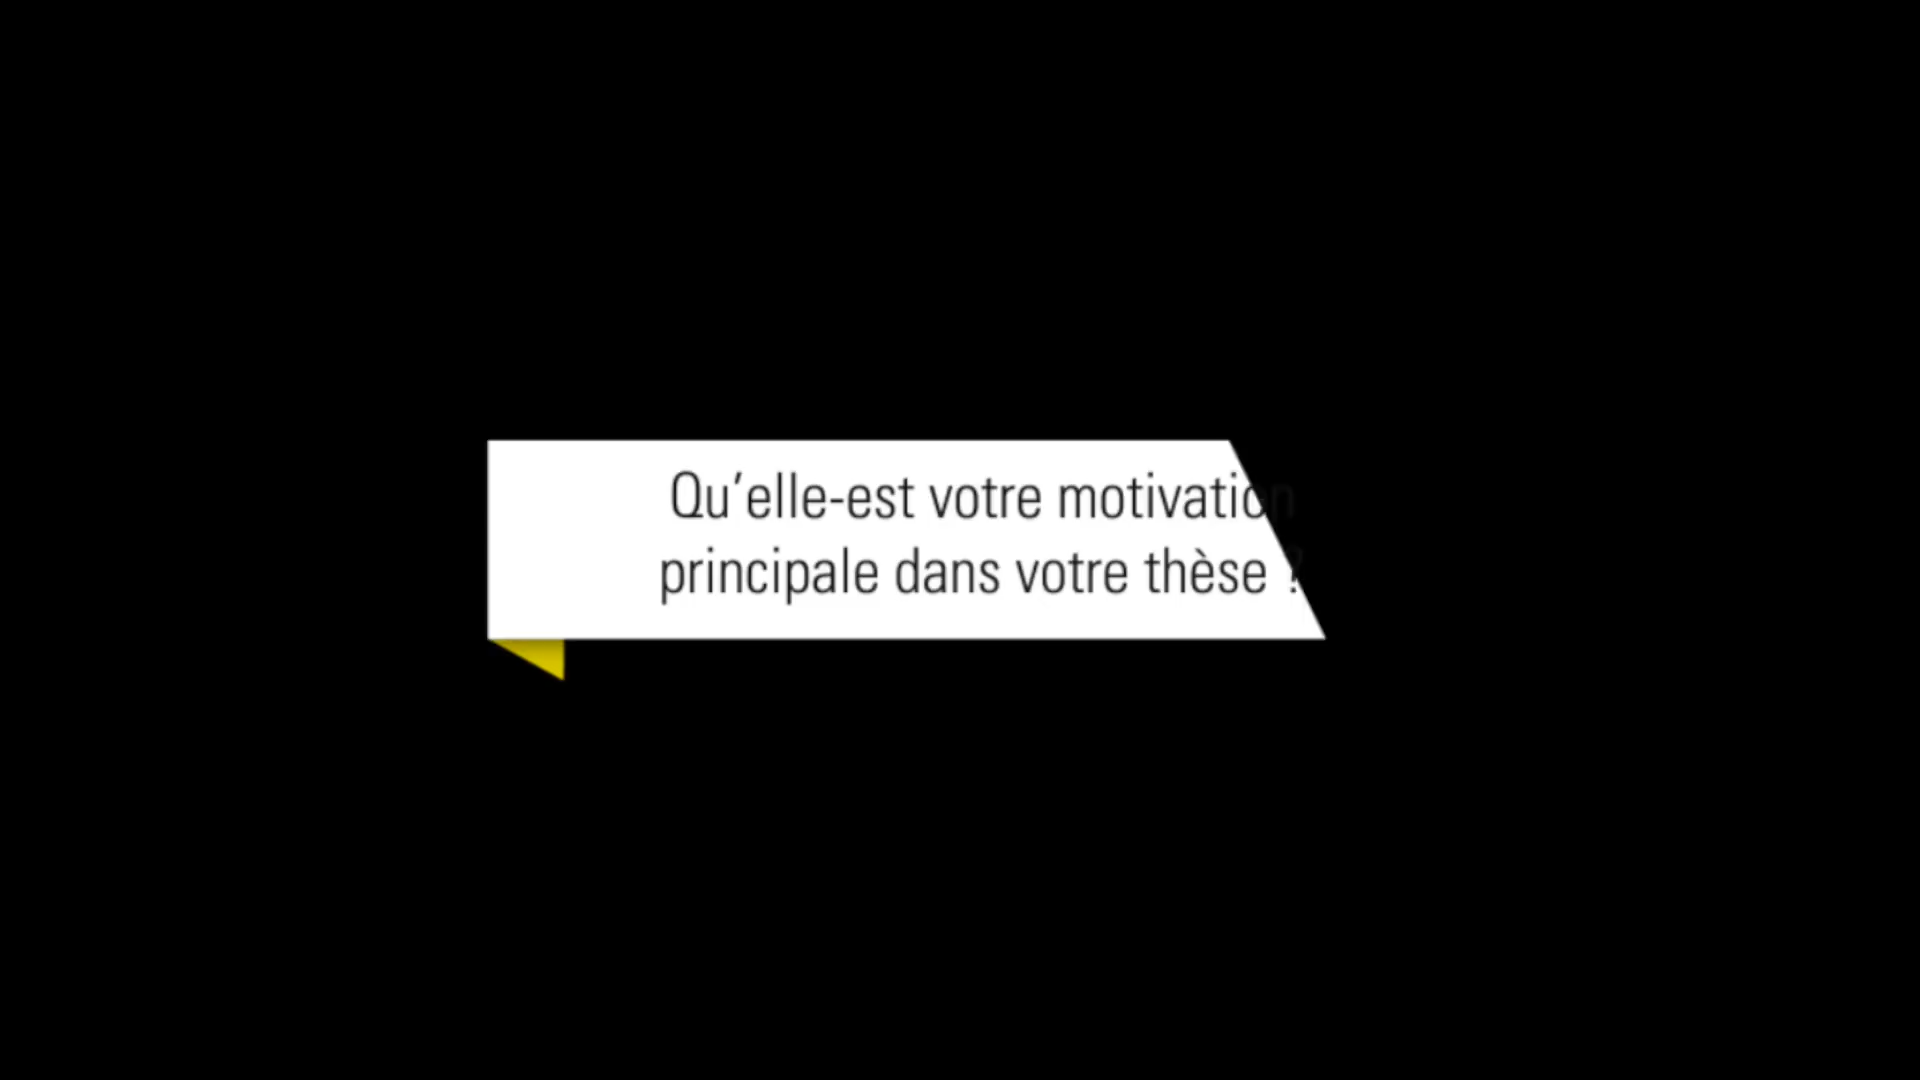 Qu’elle-est votre motivation
principale dans votre thèse ?